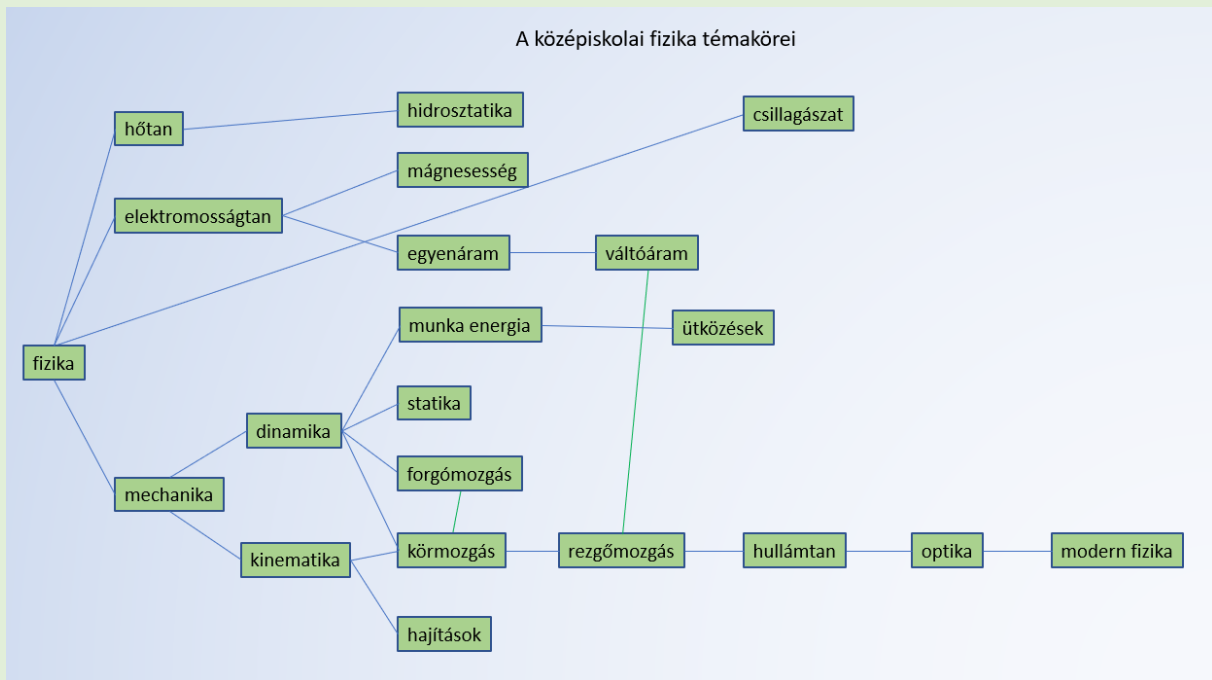 A középiskolai fizika témakörei
hőtan
hidrosztatika
csillagászat
mágnesesség
elektromosságtan
egyenáram
váltóáram
munka energia
ütközések
fizika
statika
dinamika
forgómozgás
mechanika
kinematika
körmozgás
rezgőmozgás
hullámtan
optika
modern fizika
hajítások